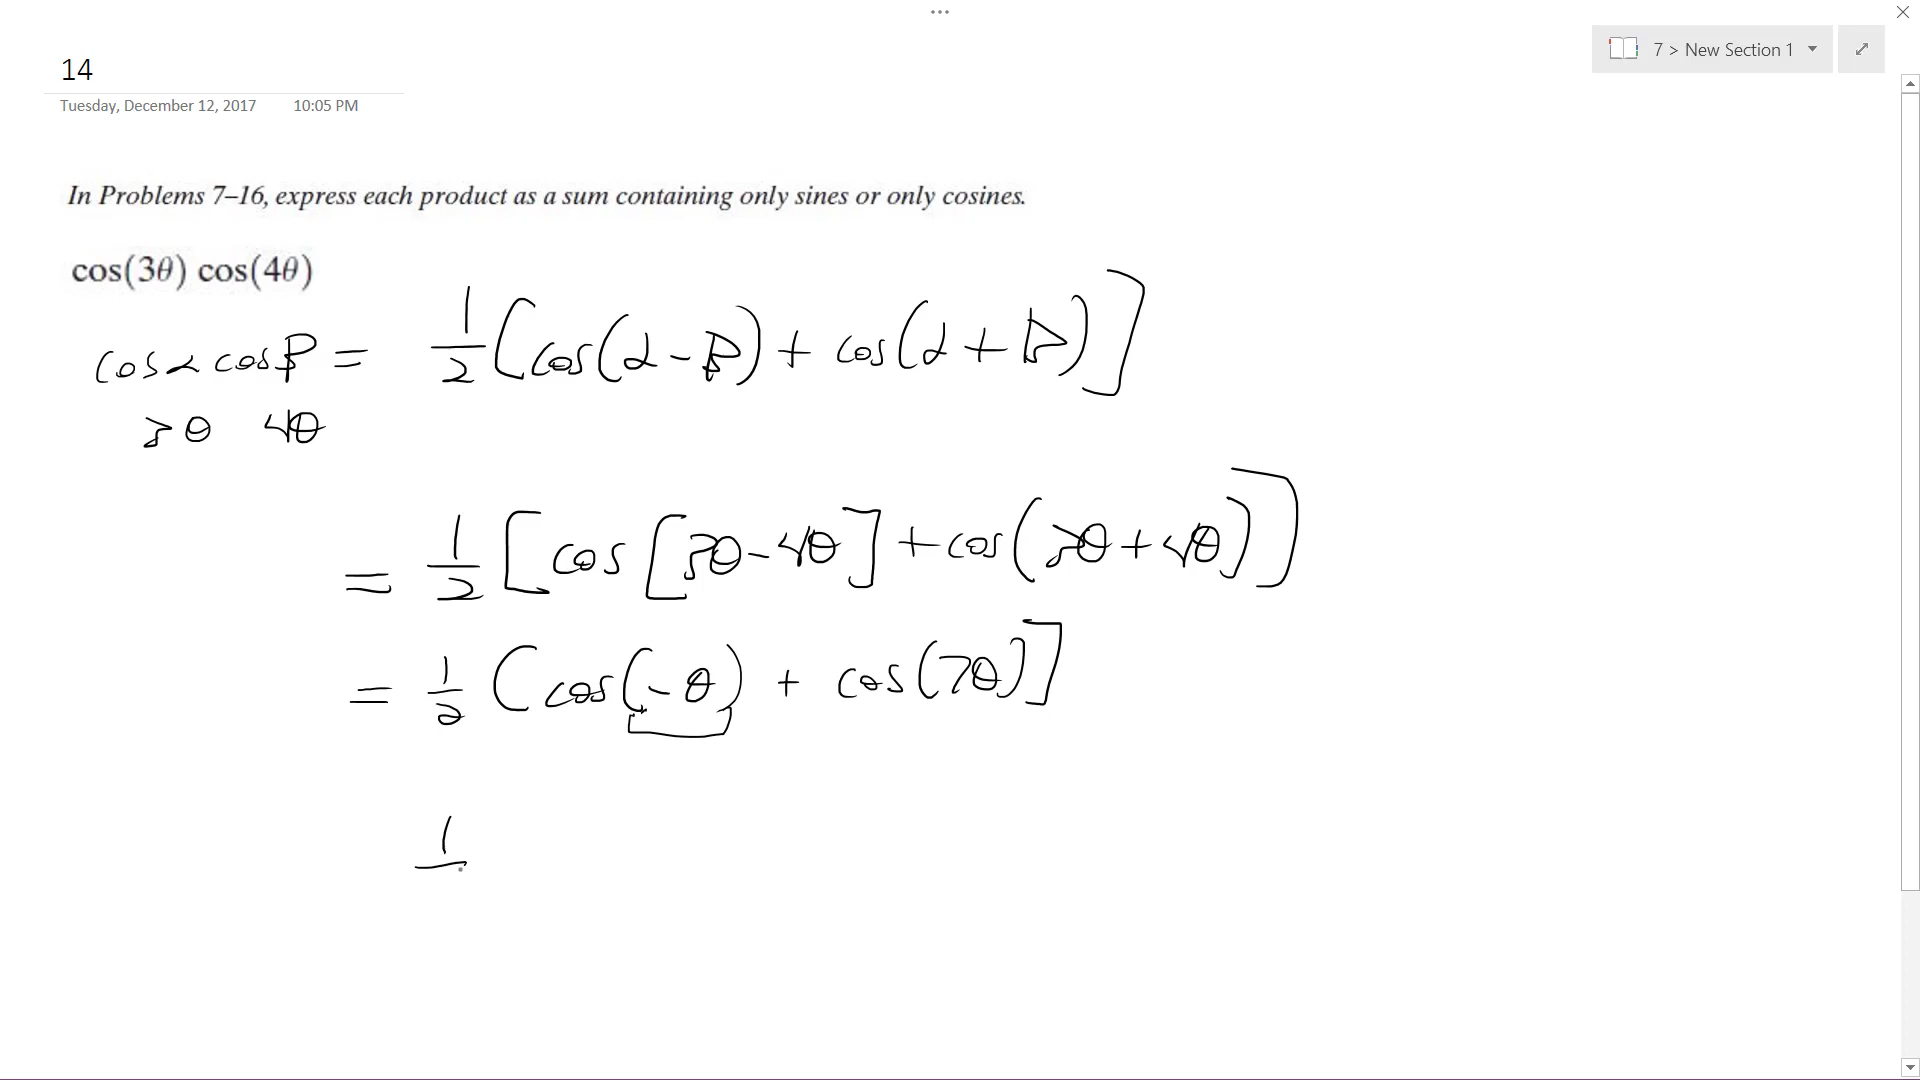 7 > New Section 1
14
Tuesday, December 12, 2017 10:05 PM
In Problems 7–16, express each product as a sum containing only sines or only cosines.
cos(3θ) cos(4θ)
cosα cosβ = 1/2 [cos(α - β) + cos(α + β)]
3θ 4θ
= 1/2 [cos[3θ - 4θ] + cos(3θ + 4θ)]
= 1/2 (cos(-θ) + cos(7θ)]
1